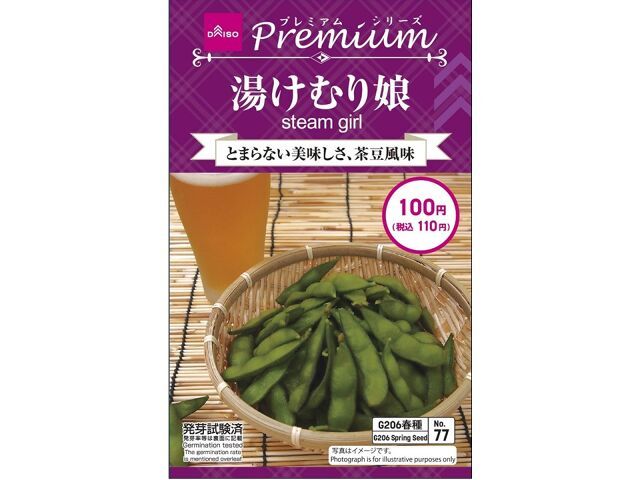 DAISO
プレミアム シリーズ
Premium
湯けむり娘
steam girl
とまらない美味しさ、茶豆風味
100円
(税込 110円)
発芽試験済
発芽率等は裏面に記載
Germination tested
The germination rate
is mentioned overleaf
G206春種
G206 Spring Seed
No.
77
写真はイメージです。
Photograph is for illustrative purposes only